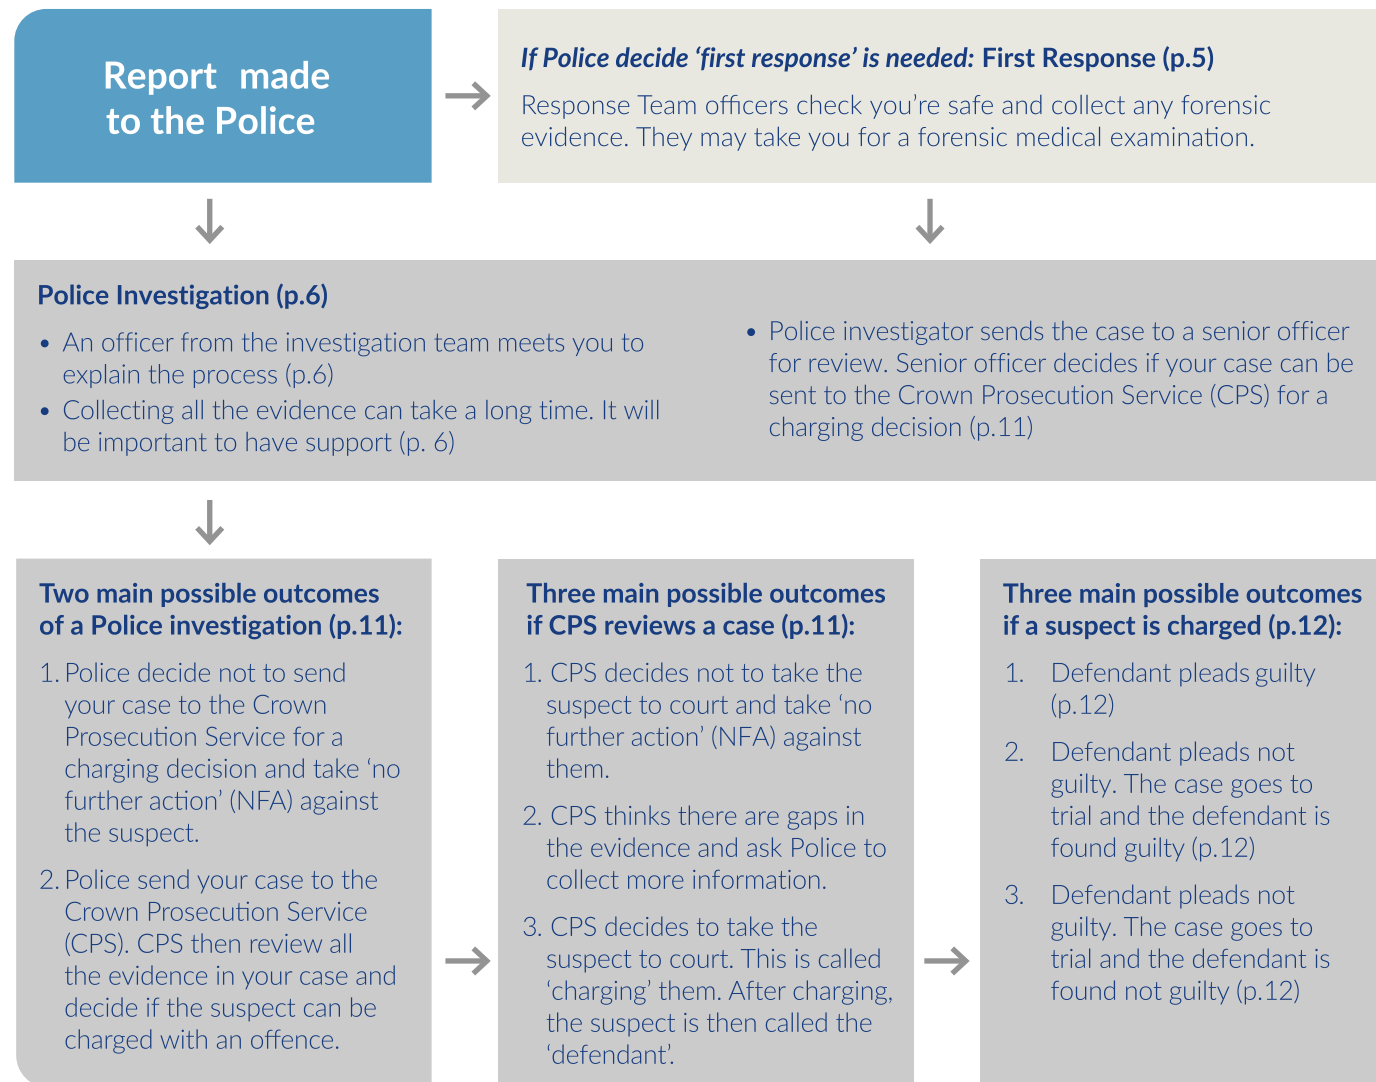 Report made
to the Police
If Police decide ‘first response’ is needed: First Response (p.5)
Response Team officers check you’re safe and collect any forensic
evidence. They may take you for a forensic medical examination.
Police Investigation (p.6)
• An officer from the investigation team meets you to
explain the process (p.6)
• Collecting all the evidence can take a long time. It will
be important to have support (p. 6)
• Police investigator sends the case to a senior officer
for review. Senior officer decides if your case can be
sent to the Crown Prosecution Service (CPS) for a
charging decision (p.11)
Two main possible outcomes
of a Police investigation (p.11):
1. Police decide not to send
your case to the Crown
Prosecution Service for a
charging decision and take ‘no
further action’ (NFA) against
the suspect.
2. Police send your case to the
Crown Prosecution Service
(CPS). CPS then review all
the evidence in your case and
decide if the suspect can be
charged with an offence.
Three main possible outcomes
if CPS reviews a case (p.11):
1. CPS decides not to take the
suspect to court and take ‘no
further action’ (NFA) against
them.
2. CPS thinks there are gaps in
the evidence and ask Police to
collect more information.
3. CPS decides to take the
suspect to court. This is called
‘charging’ them. After charging,
the suspect is then called the
‘defendant’.
Three main possible outcomes
if a suspect is charged (p.12):
1. Defendant pleads guilty
(p.12)
2. Defendant pleads not
guilty. The case goes to
trial and the defendant is
found guilty (p.12)
3. Defendant pleads not
guilty. The case goes to
trial and the defendant is
found not guilty (p.12)